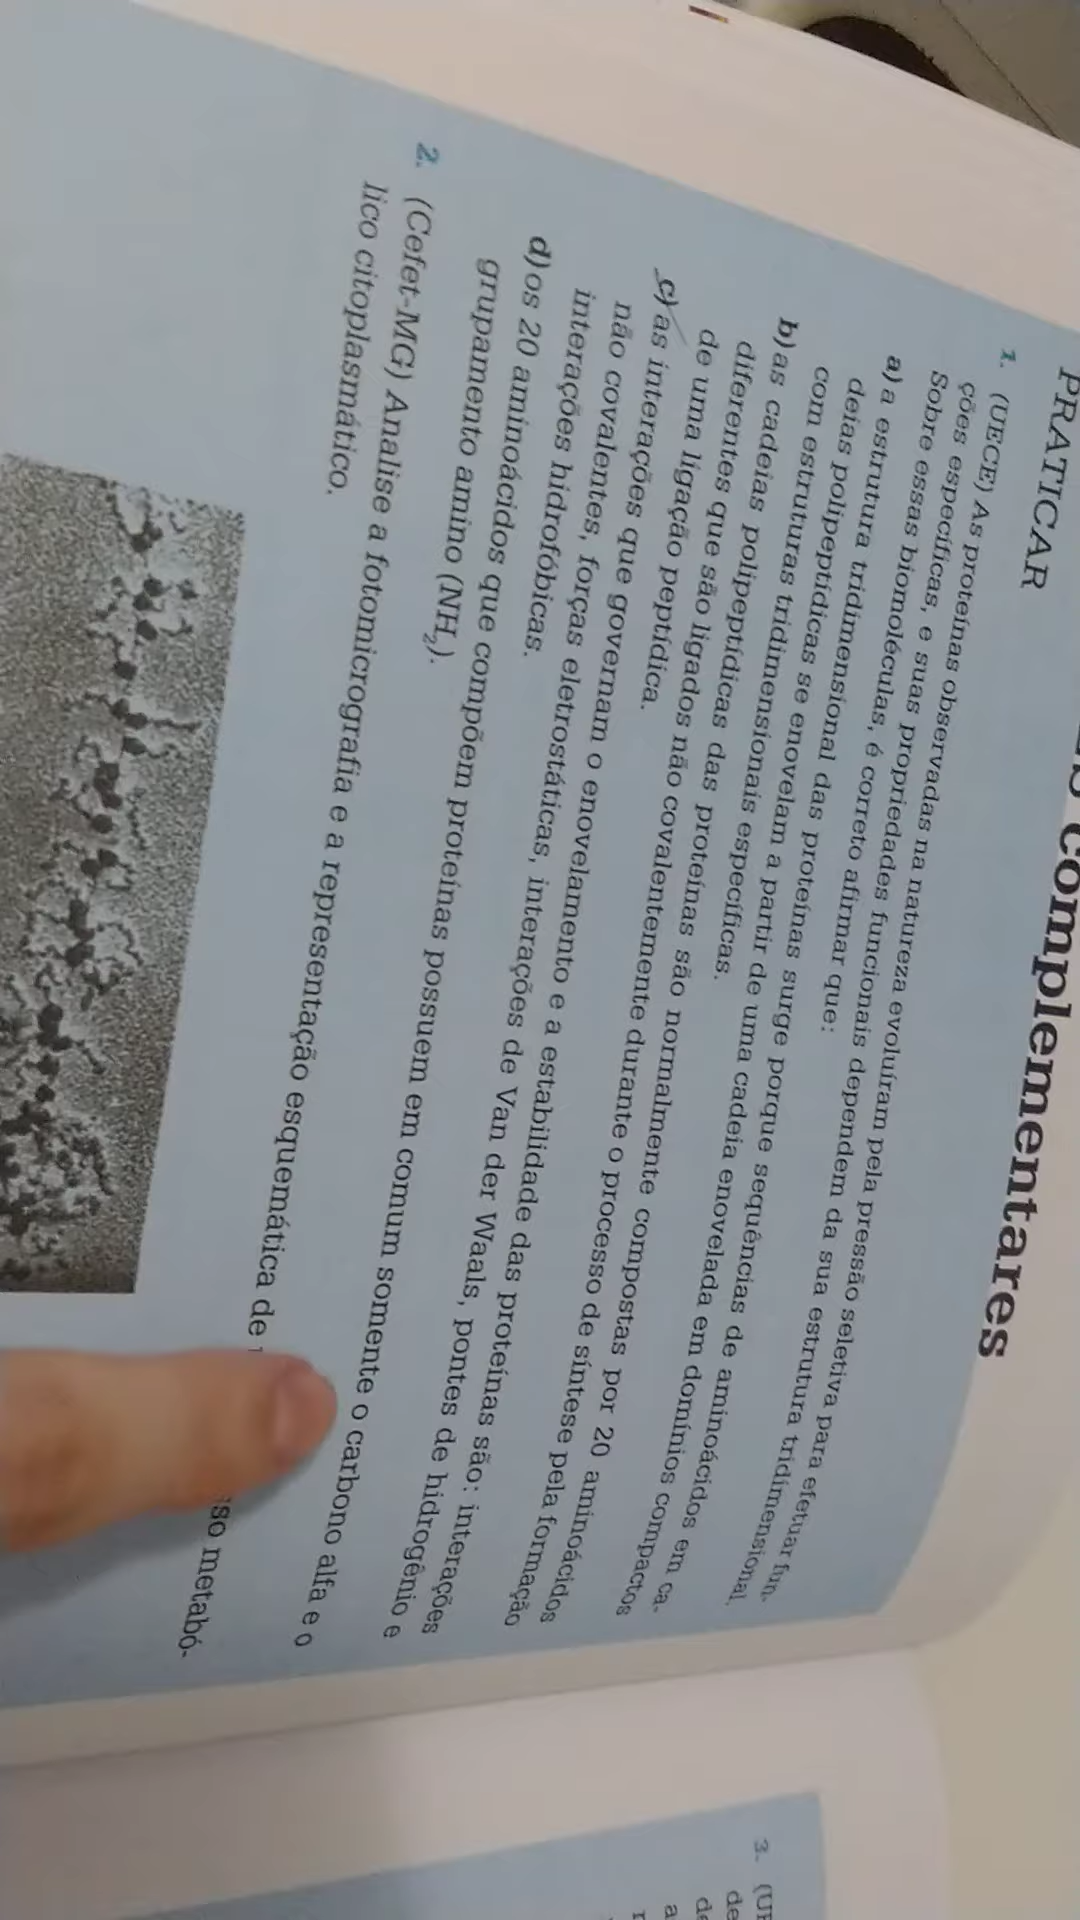 complementares
PRATICAR
1. (UECE) As proteínas observadas na natureza evoluíram pela pressão seletiva para efetuar fun-
ções específicas, e suas propriedades funcionais dependem da sua estrutura tridimensional.
Sobre essas biomoléculas, é correto afirmar que:
a) a estrutura tridimensional das proteínas surge porque sequências de aminoácidos em ca-
deias polipeptídicas se enovelam a partir de uma cadeia enovelada em domínios compactos
com estruturas tridimensionais específicas.
b) as cadeias polipeptídicas das proteínas são normalmente compostas por 20 aminoácidos
diferentes que são ligados não covalentemente durante o processo de síntese pela formação
de uma ligação peptídica.
c) as interações que governam o enovelamento e a estabilidade das proteínas são: interações
não covalentes, forças eletrostáticas, interações de Van der Waals, pontes de hidrogênio e
interações hidrofóbicas.
d) os 20 aminoácidos que compõem proteínas possuem em comum somente o carbono alfa e o
grupamento amino (NH₂).
2. (Cefet-MG) Analise a fotomicrografia e a representação esquemática de metabó-
lico citoplasmático.
3.